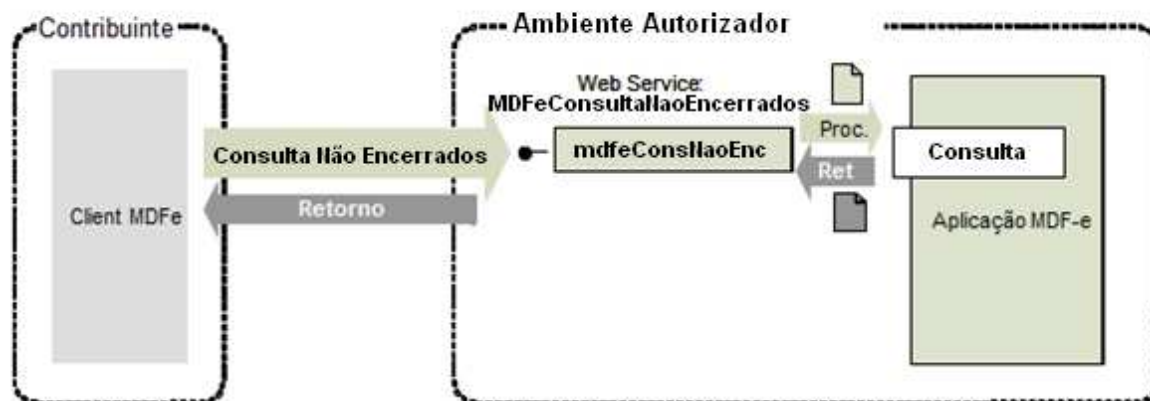 Contribuinte
Ambiente Autorizador
Web Service:
MDFeConsultaNaoEncerrados
Consulta Não Encerrados
mdfeConsNaoEnc
Proc.
Consulta
Ret
Retorno
Client MDFe
Aplicação MDF-e